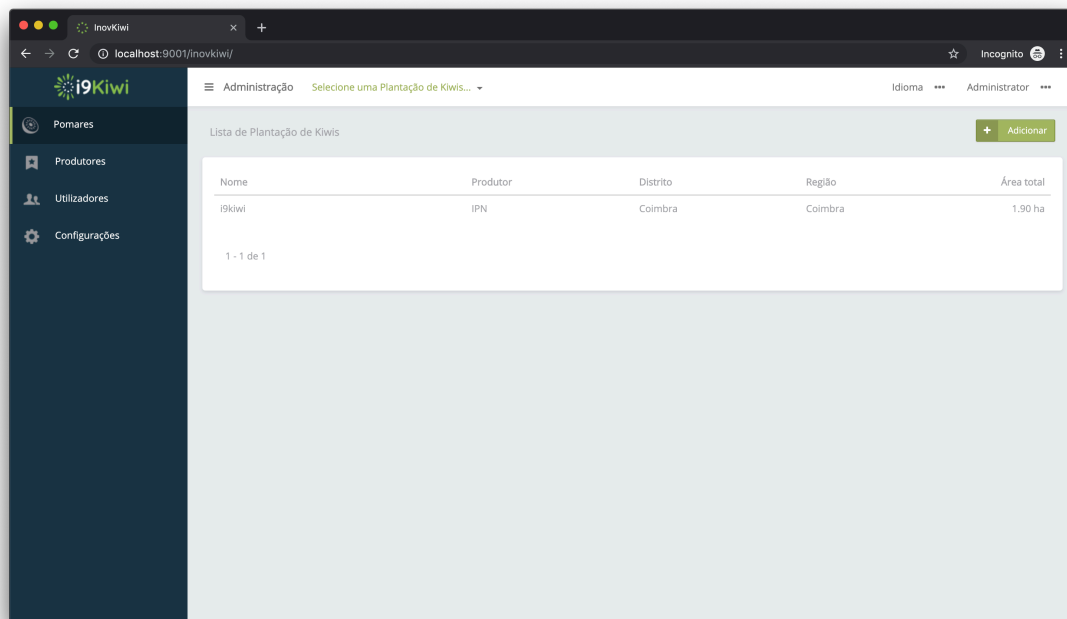 InovKiwi
localhost:9001/inovkiwi/
Incognito
i9Kiwi
Administração
Selecione uma Plantação de Kiwis...
Idioma
Administrator
Pomares
Produtores
Utilizadores
Configurações
Lista de Plantação de Kiwis
+ Adicionar
Nome Produtor Distrito Região Área total
i9kiwi IPN Coimbra Coimbra 1.90 ha
1 - 1 de 1